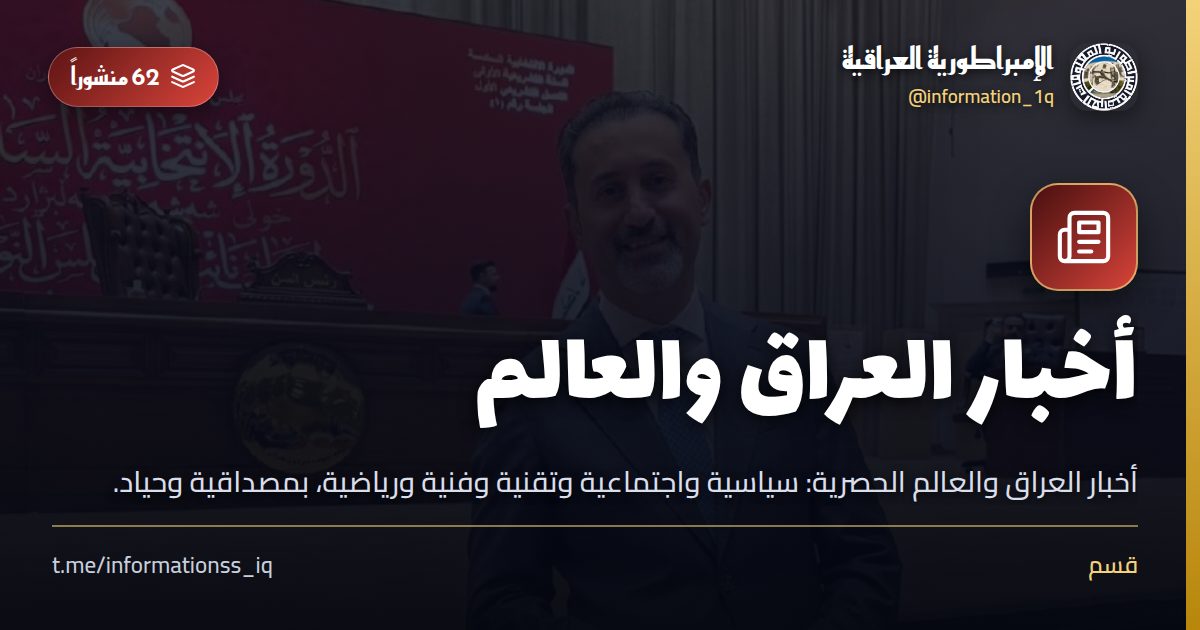 الإمبراطورية العراقية
@information_1q
62 منشوراً
الدورة الانتخابية
أخبار العراق والعالم
أخبار العراق والعالم الحصرية: سياسية واجتماعية وتقنية وفنية ورياضية، بمصداقية وحياد.
قسم
t.me/informationss_iq